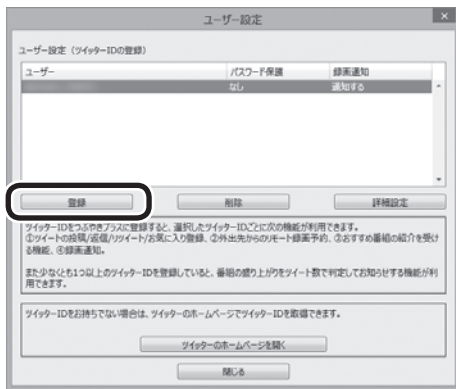 ユーザー設定
ユーザー設定（ツイッターIDの登録）
ユーザー パスワード保護 録画通知
なし 通知する
登録 削除 詳細設定
ツイッターIDをつぶやきプラスに登録すると、選択したツイッターIDごとに次の機能が利用できます。
①ツイートの投稿/返信/リツイート/お気に入り登録、②外出先からのリモート録画予約、③おすすめ番組の紹介を受け
る機能、④録画通知。
また少なくとも1つ以上のツイッターIDを登録していると、番組の盛り上がりをツイート数で判定してお知らせする機能が利
用できます。
ツイッターIDをお持ちでない場合は、ツイッターのホームページでツイッターIDを取得できます。
ツイッターのホームページを開く
閉じる